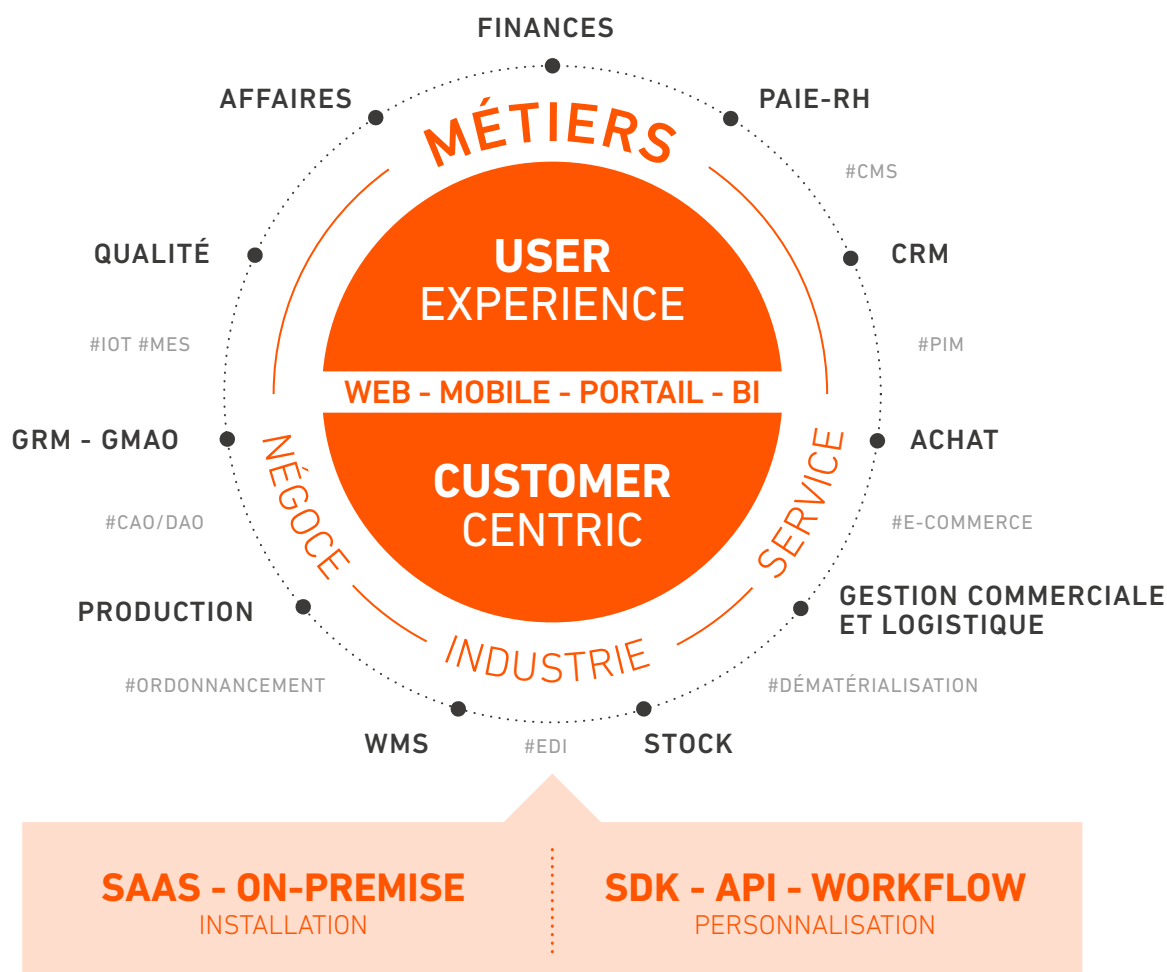 FINANCES
AFFAIRES
PAIE-RH
MÉTIERS
#CMS
QUALITÉ
USER
EXPERIENCE
CRM
#IOT #MES
#PIM
WEB - MOBILE - PORTAIL - BI
GRM - GMAO
NÉGOCE
CUSTOMER
CENTRIC
SERVICE
ACHAT
#CAO/DAO
#E-COMMERCE
PRODUCTION
GESTION COMMERCIALE
ET LOGISTIQUE
INDUSTRIE
#ORDONNANCEMENT
#DÉMATÉRIALISATION
WMS
#EDI
STOCK
SAAS - ON-PREMISE
INSTALLATION
SDK - API - WORKFLOW
PERSONNALISATION